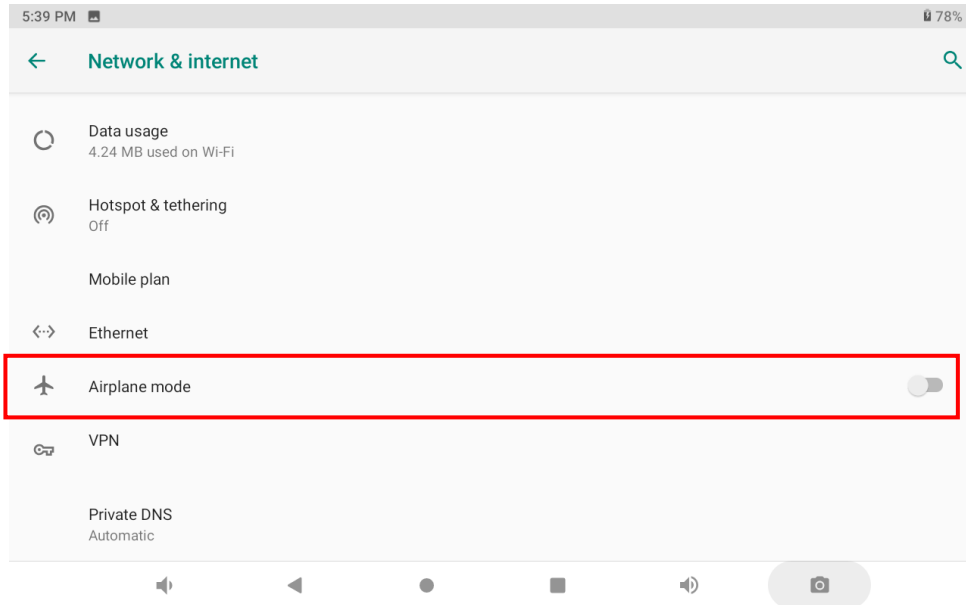 5:39 PM 78%
Network & internet
Data usage
4.24 MB used on Wi-Fi
Hotspot & tethering
Off
Mobile plan
Ethernet
Airplane mode
VPN
Private DNS
Automatic